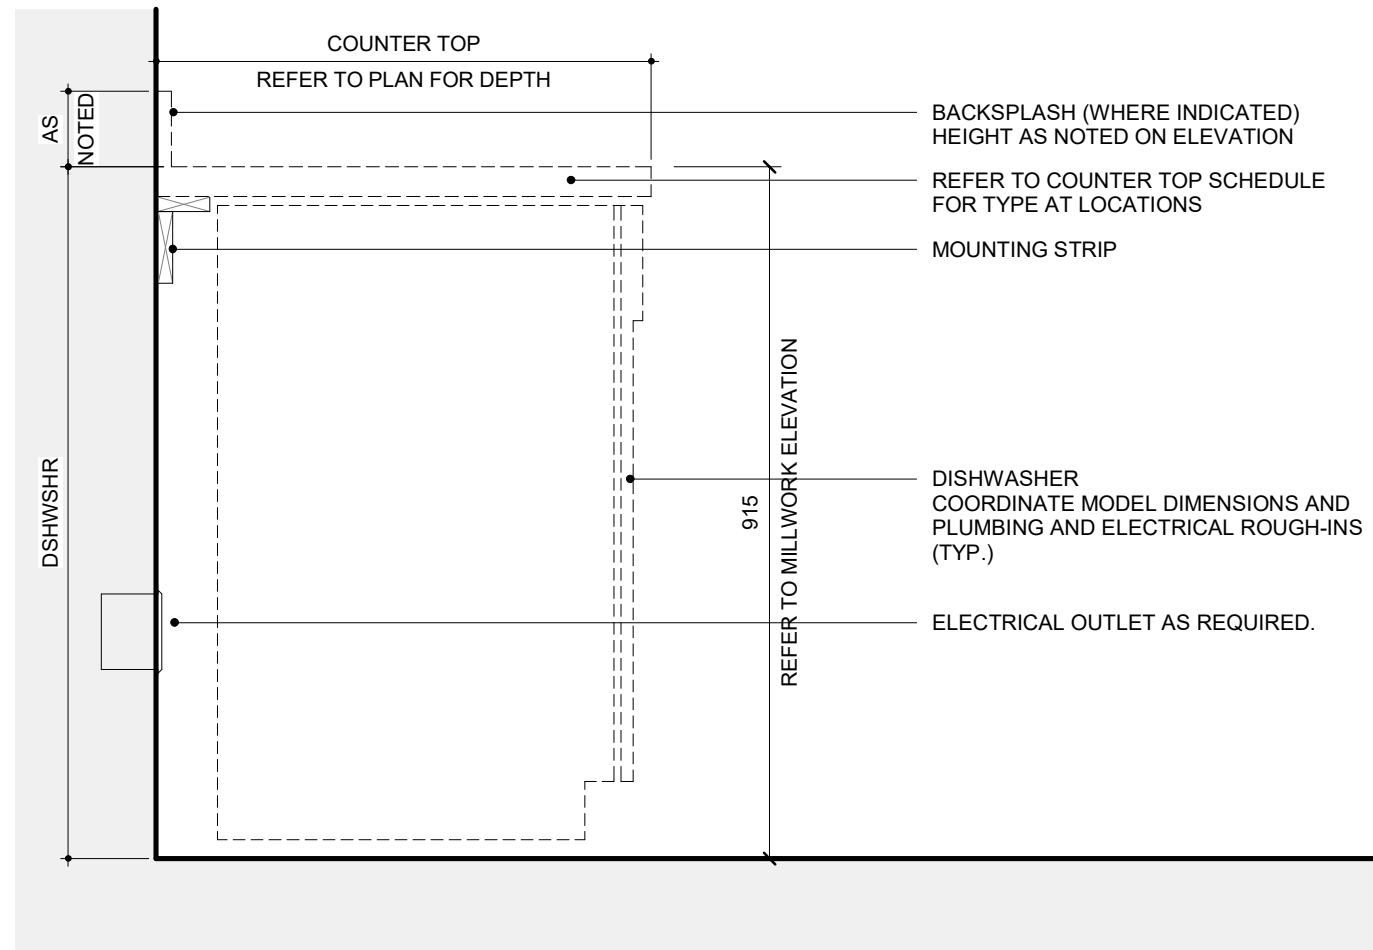 COUNTER TOP
REFER TO PLAN FOR DEPTH
AS
NOTED
BACKSPLASH (WHERE INDICATED)
HEIGHT AS NOTED ON ELEVATION
REFER TO COUNTER TOP SCHEDULE
FOR TYPE AT LOCATIONS
MOUNTING STRIP
DSHWSHR
915
REFER TO MILLWORK ELEVATION
DISHWASHER
COORDINATE MODEL DIMENSIONS AND
PLUMBING AND ELECTRICAL ROUGH-INS
(TYP.)
ELECTRICAL OUTLET AS REQUIRED.